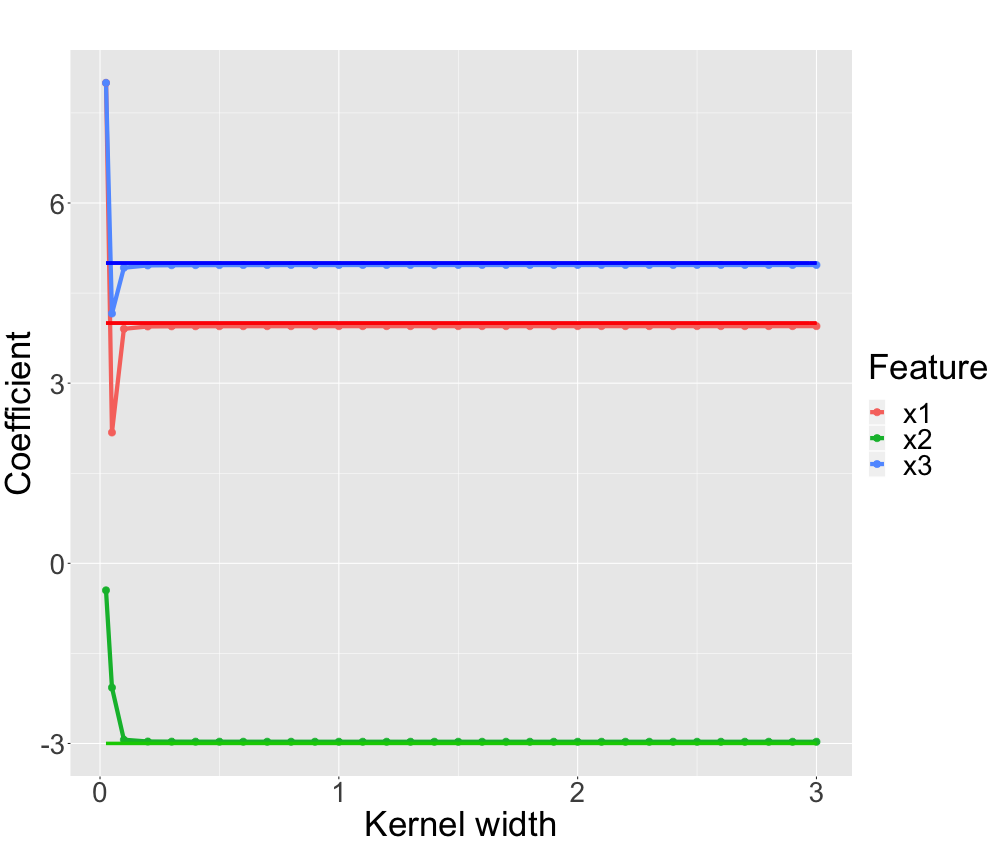 Coefficient
6
3
0
-3
0 1 2 3
Kernel width
Feature
x1
x2
x3